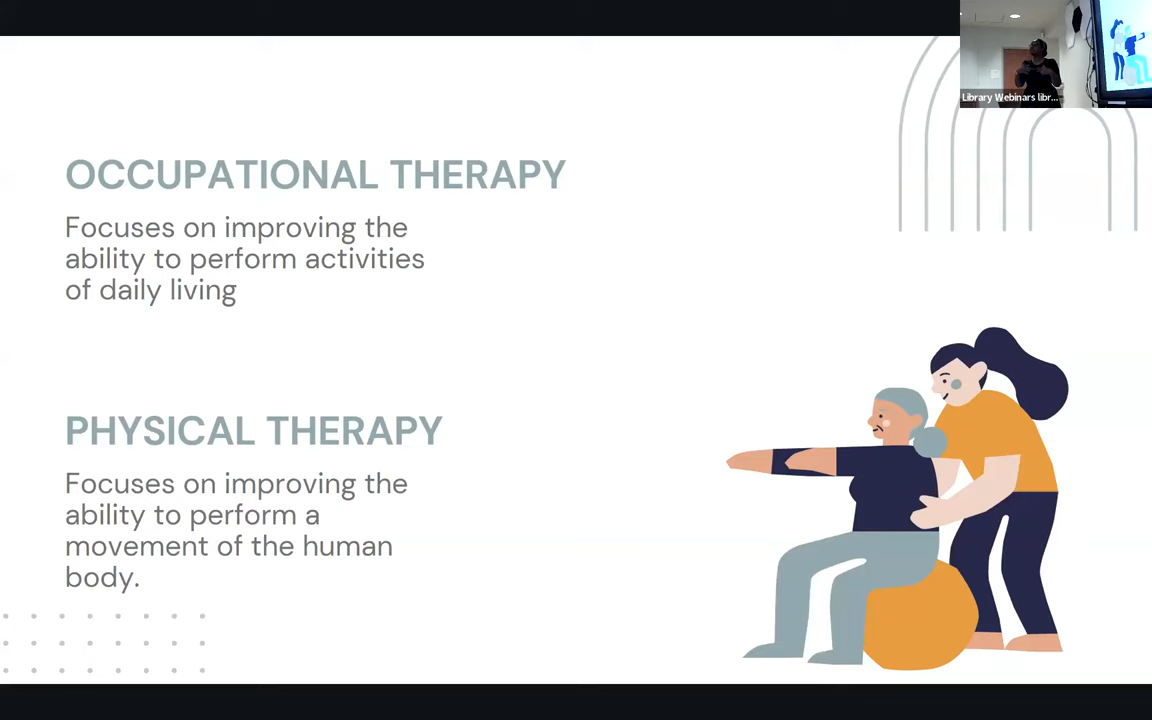 Library Webinars libr...
OCCUPATIONAL THERAPY
Focuses on improving the
ability to perform activities
of daily living
PHYSICAL THERAPY
Focuses on improving the
ability to perform a
movement of the human
body.